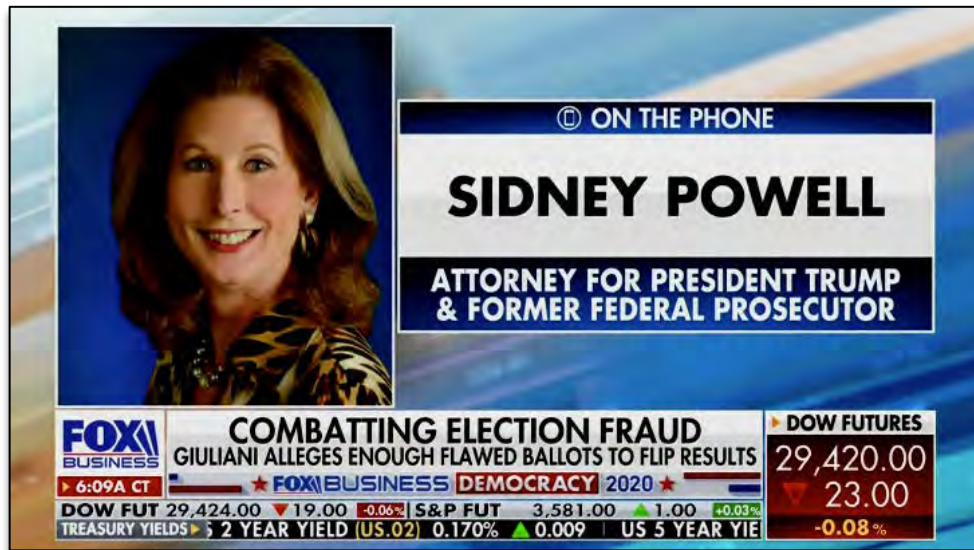 ON THE PHONE
SIDNEY POWELL
ATTORNEY FOR PRESIDENT TRUMP
& FORMER FEDERAL PROSECUTOR
FOX
BUSINESS
6:09A CT
COMBATTING ELECTION FRAUD
GIULIANI ALLEGES ENOUGH FLAWED BALLOTS TO FLIP RESULTS
FOX BUSINESS DEMOCRACY 2020
DOW FUTURES
29,420.00
▼ 23.00
-0.08%
DOW FUT 29,424.00 ▼ 19.00 -0.06% S&P FUT 3,581.00 ▲ 1.00 +0.03%
TREASURY YIELDS 2 YEAR YIELD (US.02) 0.170% ▲ 0.009 US 5 YEAR YIE